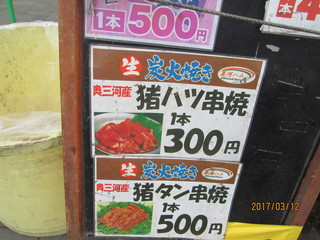 1本500円
生 炭火焼き
奥三河産
猪ハツ串焼
1本
300円
生 炭火焼き
奥三河産
猪タン串焼
1本
500円
2017/03/12